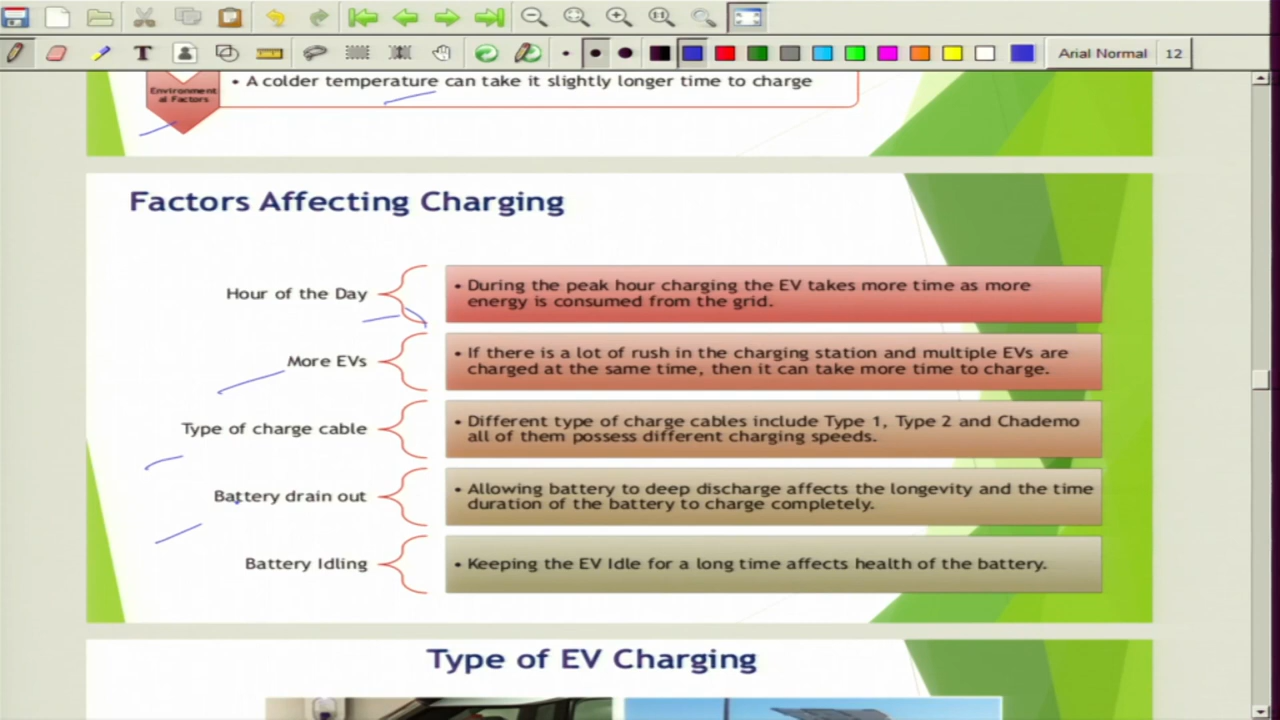 Arial Normal 12
Environment
al Factors
• A colder temperature can take it slightly longer time to charge
Factors Affecting Charging
Hour of the Day
• During the peak hour charging the EV takes more time as more
energy is consumed from the grid.
More EVs
• If there is a lot of rush in the charging station and multiple EVs are
charged at the same time, then it can take more time to charge.
Type of charge cable
• Different type of charge cables include Type 1, Type 2 and Chademo
all of them possess different charging speeds.
Battery drain out
• Allowing battery to deep discharge affects the longevity and the time
duration of the battery to charge completely.
Battery Idling
• Keeping the EV Idle for a long time affects health of the battery.
Type of EV Charging